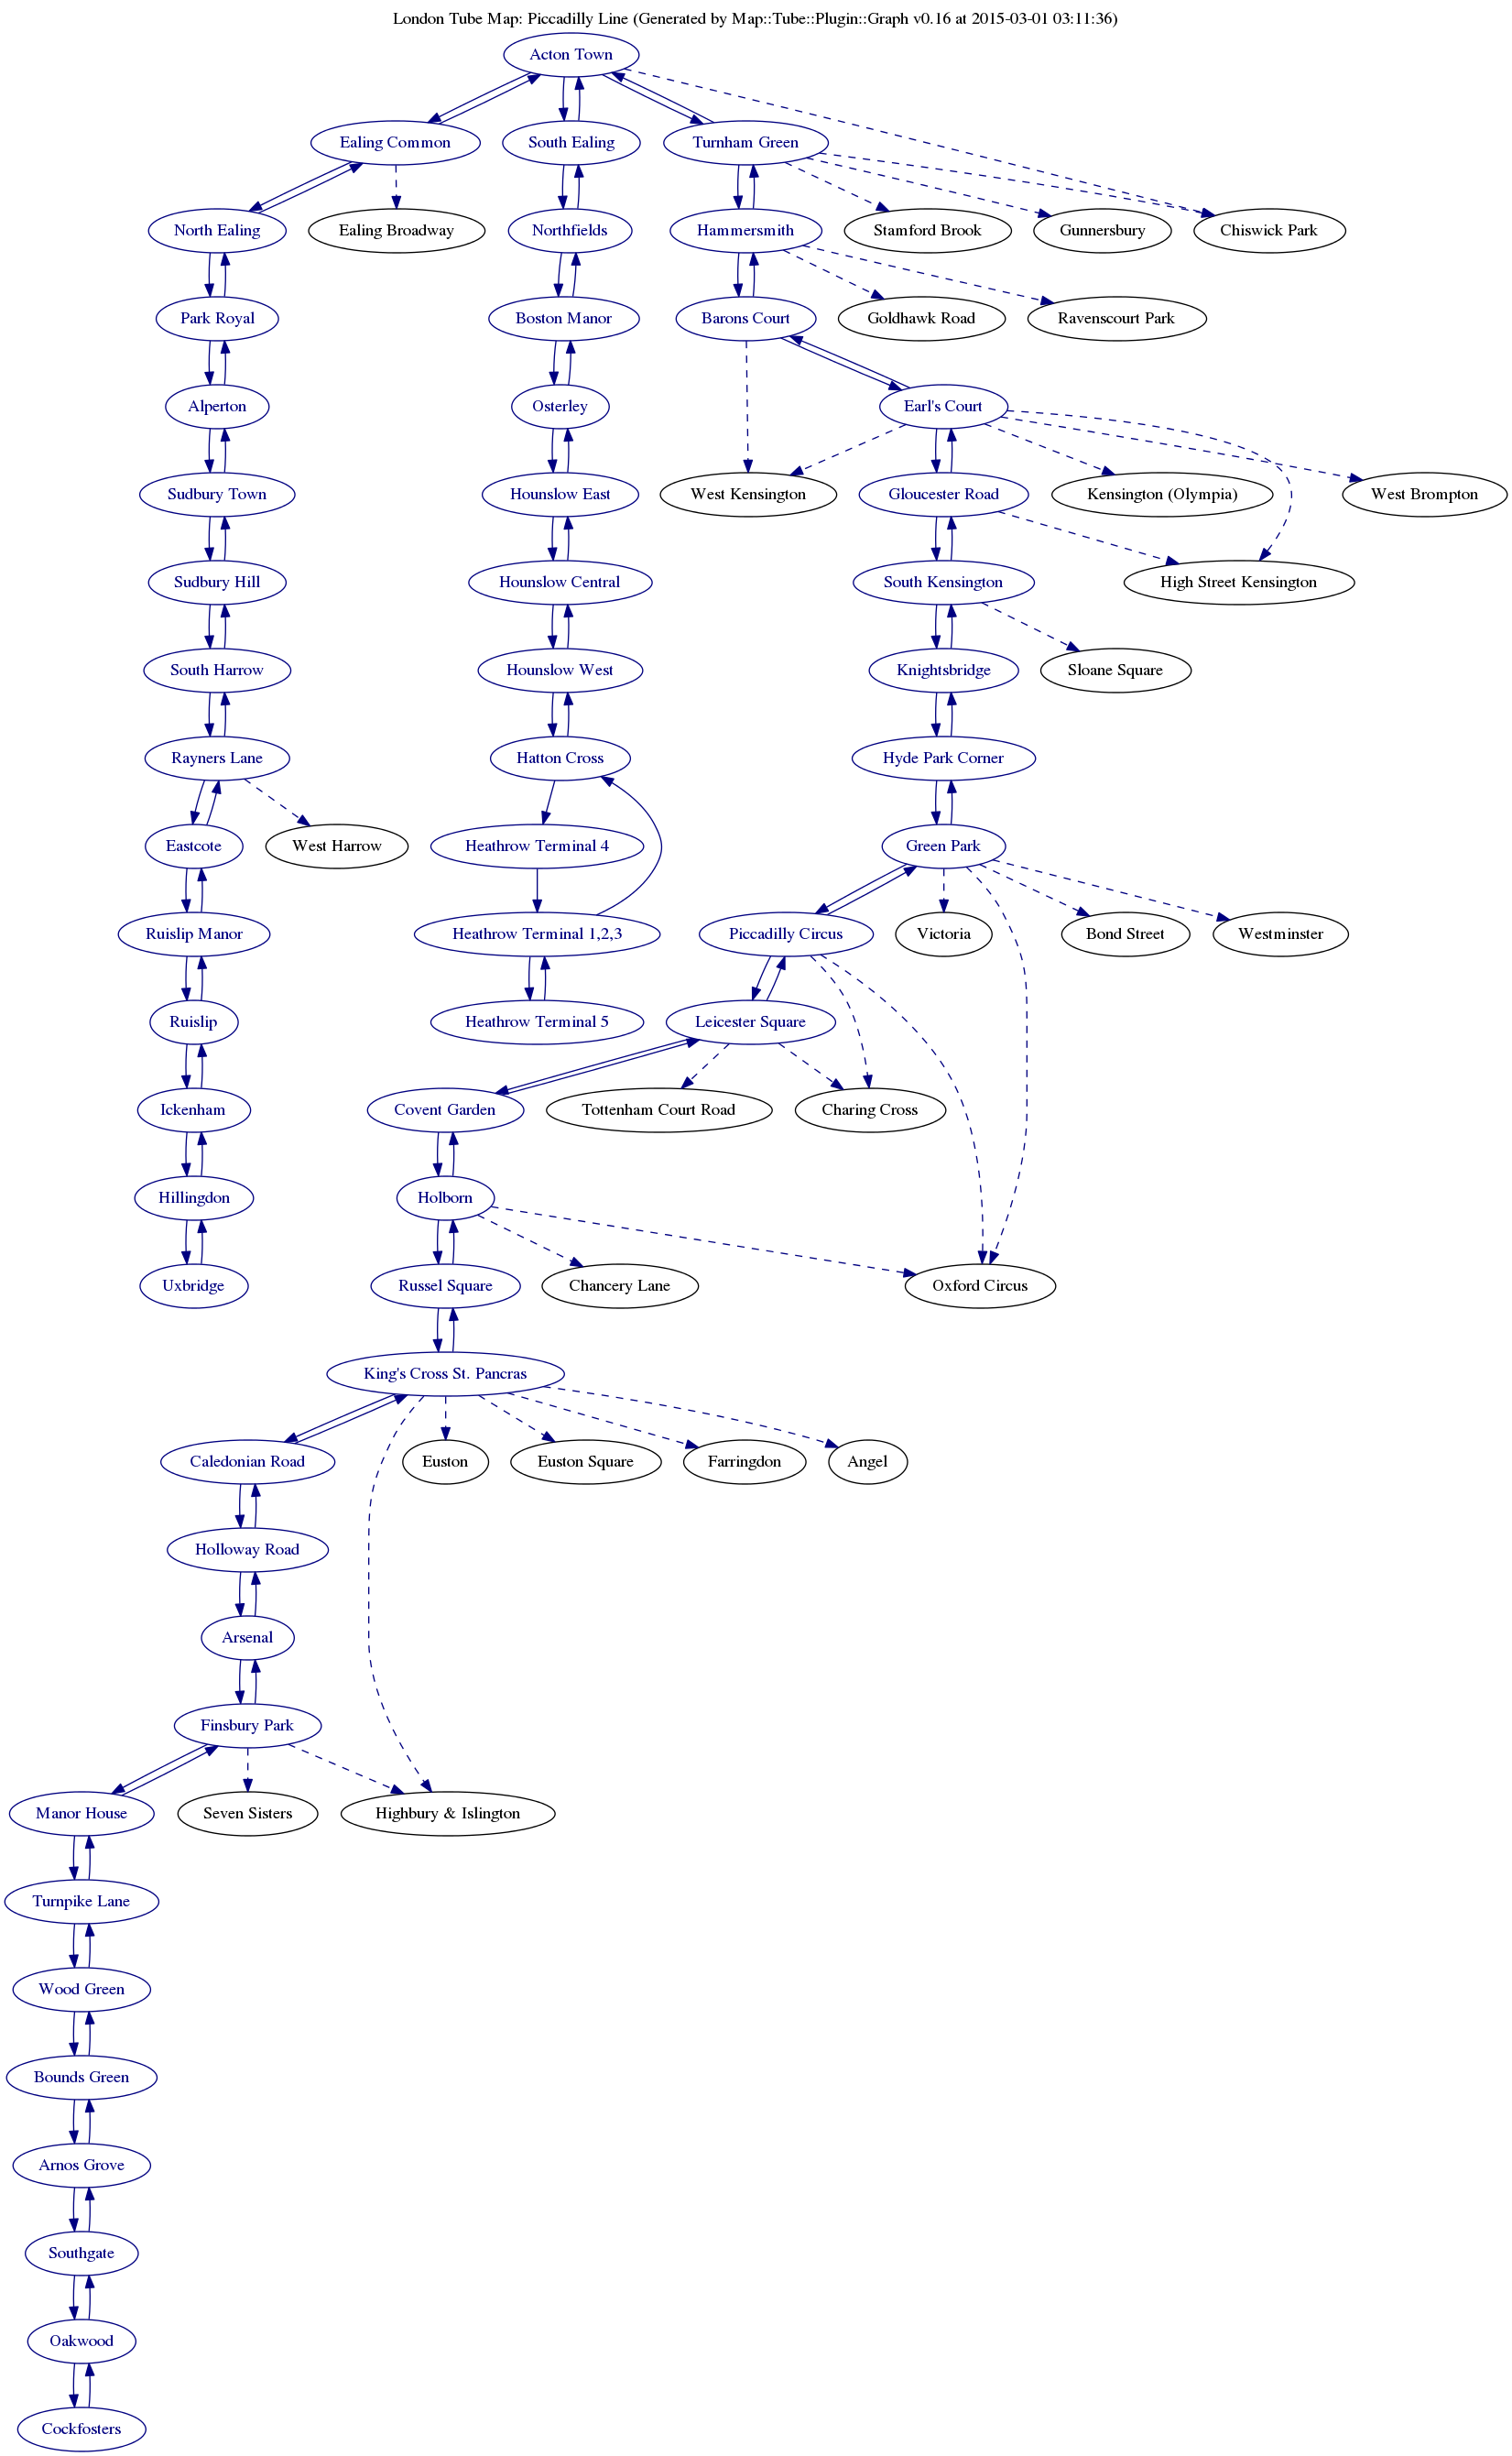 London Tube Map: Piccadilly Line (Generated by Map::Tube::Plugin::Graph v0.16 at 2015-03-01 03:11:36)
Acton Town
Ealing Common
South Ealing
Turnham Green
North Ealing
Ealing Broadway
Northfields
Hammersmith
Stamford Brook
Gunnersbury
Chiswick Park
Park Royal
Boston Manor
Barons Court
Goldhawk Road
Ravenscourt Park
Alperton
Osterley
Earl's Court
Sudbury Town
Hounslow East
West Kensington
Gloucester Road
Kensington (Olympia)
West Brompton
Sudbury Hill
Hounslow Central
South Kensington
High Street Kensington
South Harrow
Hounslow West
Knightsbridge
Sloane Square
Rayners Lane
Hatton Cross
Hyde Park Corner
Eastcote
West Harrow
Heathrow Terminal 4
Green Park
Ruislip Manor
Heathrow Terminal 1,2,3
Piccadilly Circus
Victoria
Bond Street
Westminster
Ruislip
Heathrow Terminal 5
Leicester Square
Ickenham
Covent Garden
Tottenham Court Road
Charing Cross
Hillingdon
Holborn
Uxbridge
Russel Square
Chancery Lane
Oxford Circus
King's Cross St. Pancras
Caledonian Road
Euston
Euston Square
Farringdon
Angel
Holloway Road
Arsenal
Finsbury Park
Manor House
Seven Sisters
Highbury & Islington
Turnpike Lane
Wood Green
Bounds Green
Arnos Grove
Southgate
Oakwood
Cockfosters